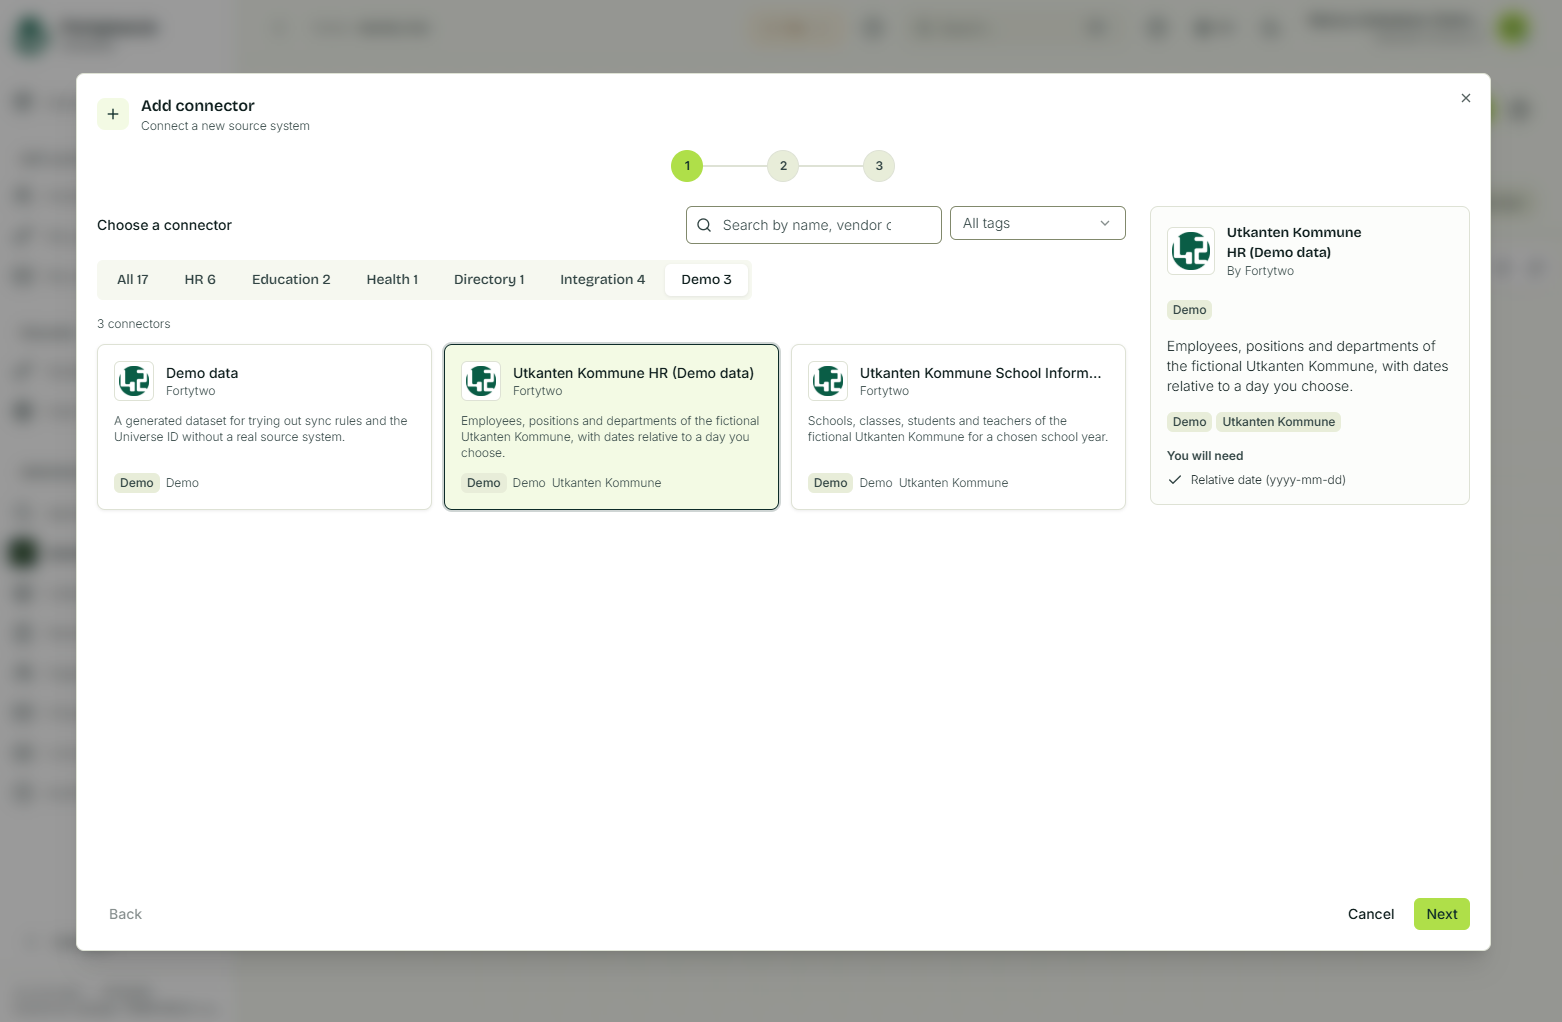 Add connector
Connect a new source system
1
2
3
Choose a connector
Search by name, vendor c
All tags
All 17
HR 6
Education 2
Health 1
Directory 1
Integration 4
Demo 3
3 connectors
Demo data
Fortytwo
A generated dataset for trying out sync rules and the
Universe ID without a real source system.
Demo Demo
Utkanten Kommune HR (Demo data)
Fortytwo
Employees, positions and departments of the fictional
Utkanten Kommune, with dates relative to a day you
choose.
Demo Demo Utkanten Kommune
Utkanten Kommune School Inform...
Fortytwo
Schools, classes, students and teachers of the
fictional Utkanten Kommune for a chosen school year.
Demo Demo Utkanten Kommune
Utkanten Kommune
HR (Demo data)
By Fortytwo
Demo
Employees, positions and departments of
the fictional Utkanten Kommune, with dates
relative to a day you choose.
Demo Utkanten Kommune
You will need
Relative date (yyyy-mm-dd)
Back
Cancel
Next